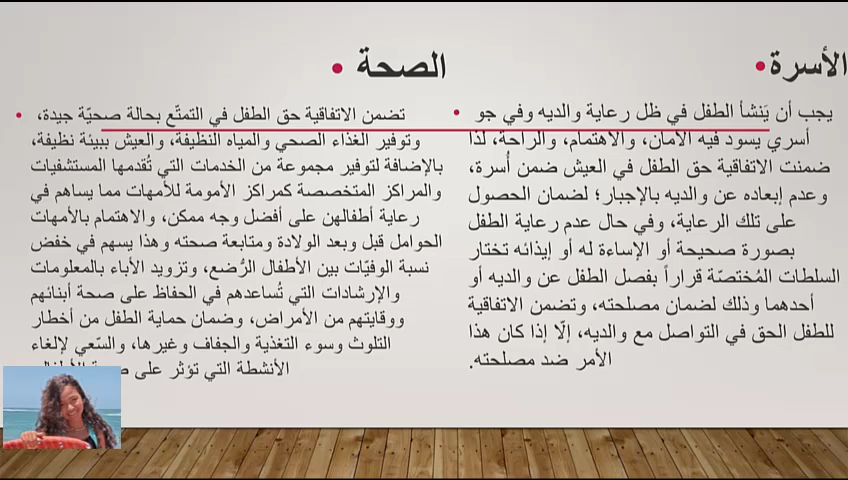 الأسرة
يجب أن يَنشأ الطفل في ظل رعاية والديه وفي جو
أسري يسود فيه الأمان، والاهتمام، والراحة، لذا
ضمنت الاتفاقية حق الطفل في العيش ضمن أُسرة،
وعدم إبعاده عن والديه بالإجبار؛ لضمان الحصول
على تلك الرعاية، وفي حال عدم رعاية الطفل
بصورة صحيحة أو الإساءة له أو إيذائه تختار
السلطات المُختصّة قراراً بفصل الطفل عن والديه أو
أحدهما وذلك لضمان مصلحته، وتضمن الاتفاقية
للطفل الحق في التواصل مع والديه، إلّا إذا كان هذا
الأمر ضد مصلحته.
الصحة
تضمن الاتفاقية حق الطفل في التمتّع بحالة صحيّة جيدة،
وتوفير الغذاء الصحي والمياه النظيفة، والعيش ببيئة نظيفة،
بالإضافة لتوفير مجموعة من الخدمات التي تُقدمها المستشفيات
والمراكز المتخصصة كمراكز الأمومة للأمهات مما يساهم في
رعاية أطفالهن على أفضل وجه ممكن، والاهتمام بالأمهات
الحوامل قبل وبعد الولادة ومتابعة صحته وهذا يسهم في خفض
نسبة الوفيّات بين الأطفال الرُّضع، وتزويد الأباء بالمعلومات
والإرشادات التي تُساعدهم في الحفاظ على صحة أبنائهم
ووقايتهم من الأمراض، وضمان حماية الطفل من أخطار
التلوث وسوء التغذية والجفاف وغيرها، والسّعي لإلغاء
الأنشطة التي تؤثر على